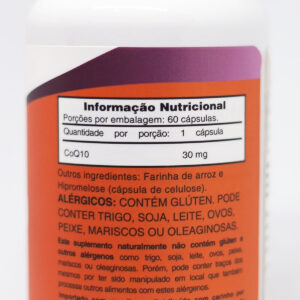 Informação Nutricional
Porções por embalagem: 60 cápsulas.
Quantidade por porção: 1 cápsula
CoQ10 30 mg
Outros ingredientes: Farinha de arroz e
Hipromelose (cápsula de celulose).
ALÉRGICOS: CONTÉM GLÚTEN. PODE
CONTER TRIGO, SOJA, LEITE, OVOS,
PEIXE, MARISCOS OU OLEAGINOSAS.
Este suplemento naturalmente não contém glúten e
outros alérgenos como trigo, soja, leite, ovos, peixe,
mariscos ou oleaginosas. Porém, pode conter traços dos
mesmos por ter sido manipulado em local que também
processa outros alimentos com estes alérgenos.